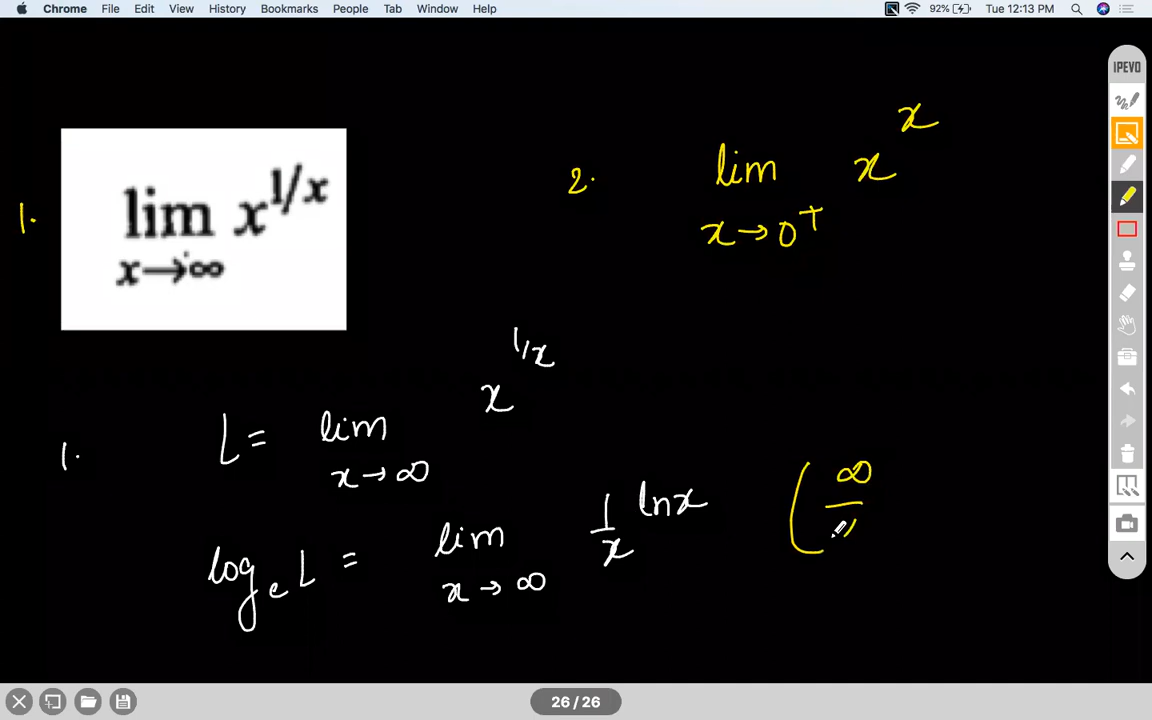 Chrome File Edit View History Bookmarks People Tab Window Help 92% Tue 12:13 PM
IPEVO
1. lim x→∞ x^{1/x}
2. lim x→0⁺ x^x
1. L = lim x→∞ x^{1/x}
log_e L = lim x→∞ 1/x ln x ( ∞/
26 / 26